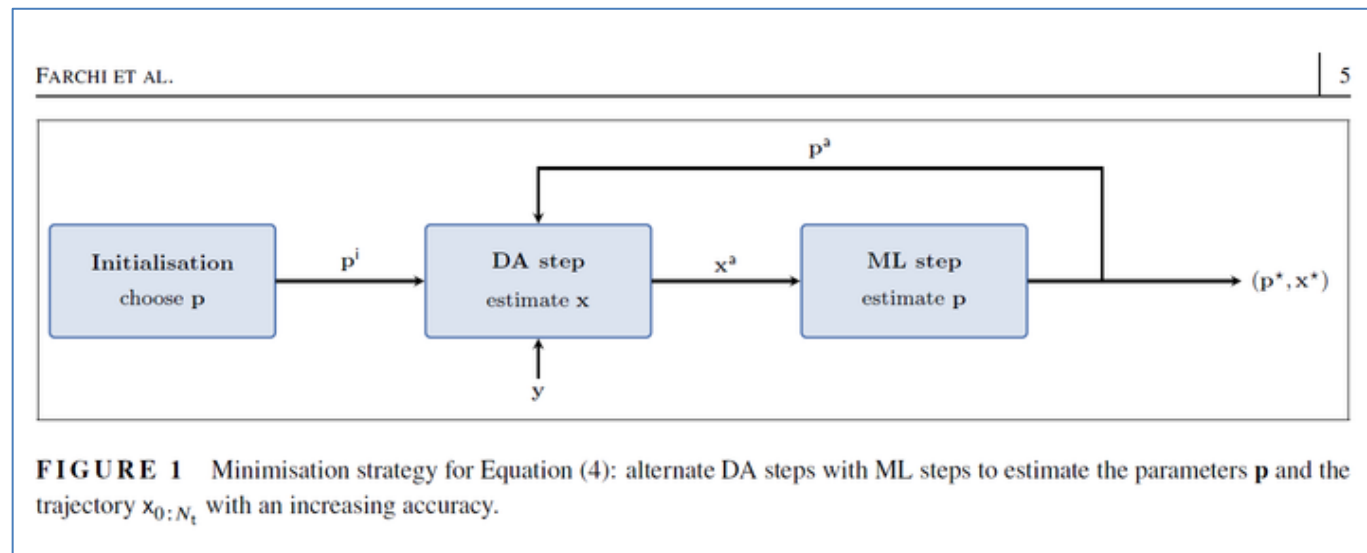 FARCHI ET AL.
5
pᵃ
Initialisation
choose p
pⁱ
DA step
estimate x
xᵃ
ML step
estimate p
(p⋆, x⋆)
y
FIGURE 1 Minimisation strategy for Equation (4): alternate DA steps with ML steps to estimate the parameters p and the
trajectory x₀:Nₜ with an increasing accuracy.